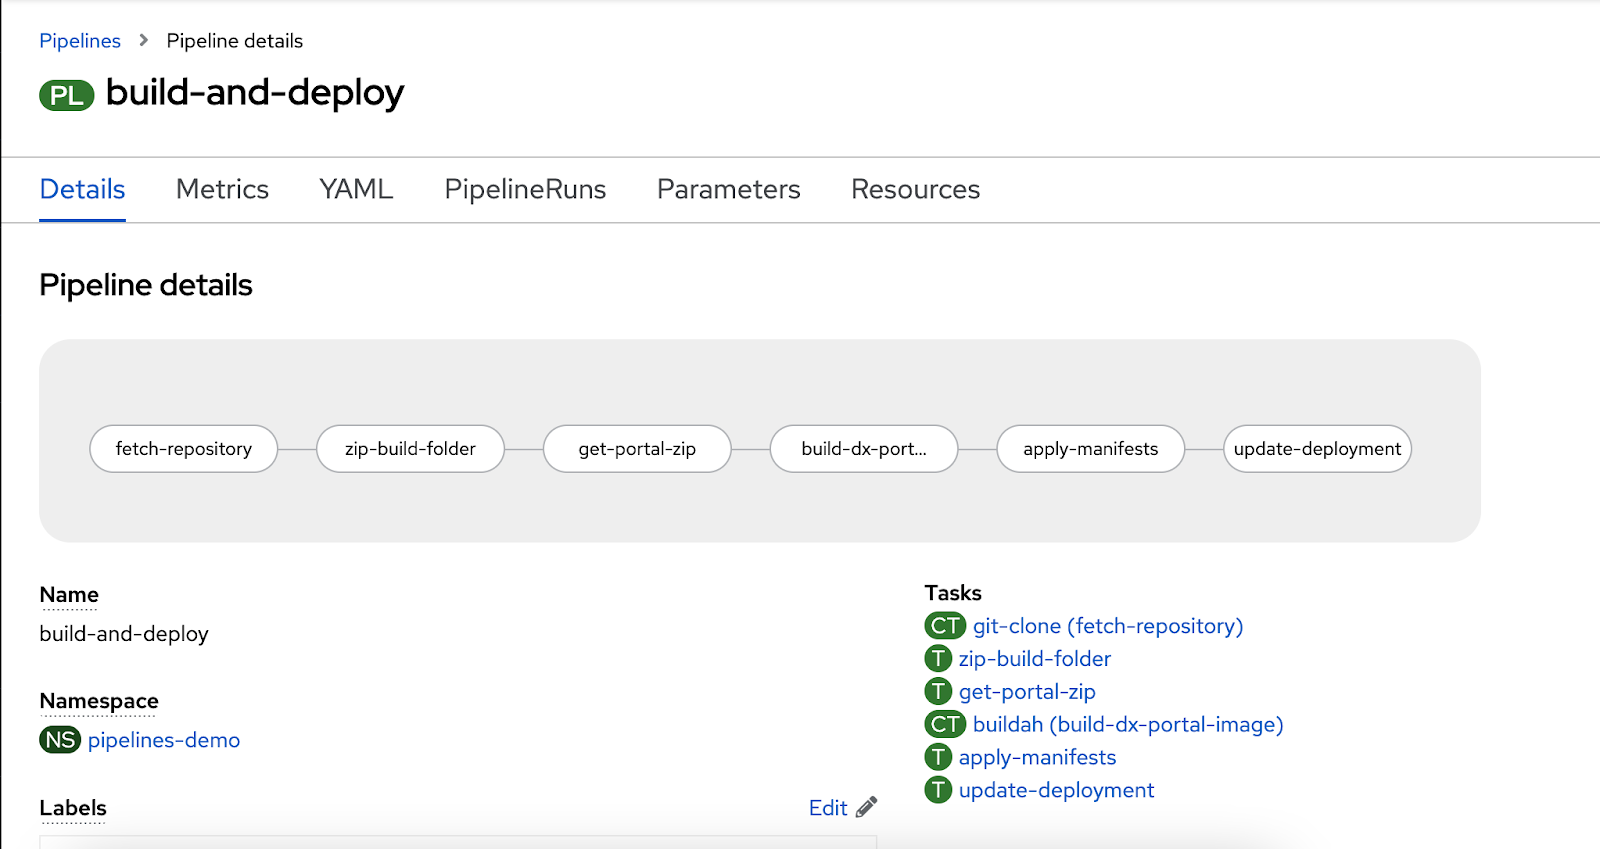 Pipelines > Pipeline details
PL build-and-deploy
Details Metrics YAML PipelineRuns Parameters Resources
Pipeline details
fetch-repository zip-build-folder get-portal-zip build-dx-port... apply-manifests update-deployment
Name
build-and-deploy
Namespace
NS pipelines-demo
Labels Edit
Tasks
CT git-clone (fetch-repository)
T zip-build-folder
T get-portal-zip
CT buildah (build-dx-portal-image)
T apply-manifests
T update-deployment